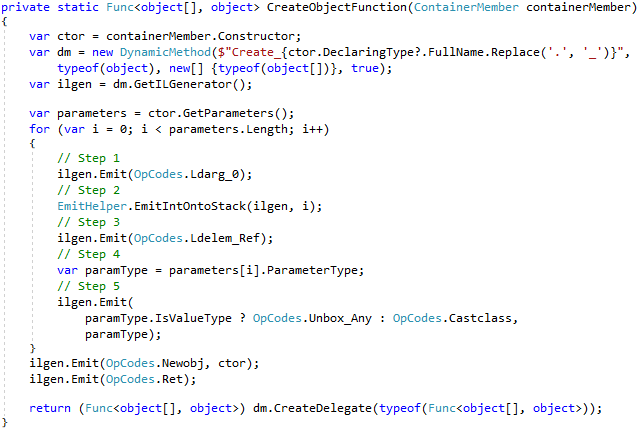 private static Func<object[], object> CreateObjectFunction(ContainerMember containerMember)
{
    var ctor = containerMember.Constructor;
    var dm = new DynamicMethod($"Create_{ctor.DeclaringType?.FullName.Replace('.', '_')}",
        typeof(object), new[] {typeof(object[])}, true);
    var ilgen = dm.GetILGenerator();

    var parameters = ctor.GetParameters();
    for (var i = 0; i < parameters.Length; i++)
    {
        // Step 1
        ilgen.Emit(OpCodes.Ldarg_0);
        // Step 2
        EmitHelper.EmitIntOntoStack(ilgen, i);
        // Step 3
        ilgen.Emit(OpCodes.Ldelem_Ref);
        // Step 4
        var paramType = parameters[i].ParameterType;
        // Step 5
        ilgen.Emit(
            paramType.IsValueType ? OpCodes.Unbox_Any : OpCodes.Castclass,
            paramType);
    }
    ilgen.Emit(OpCodes.Newobj, ctor);
    ilgen.Emit(OpCodes.Ret);

    return (Func<object[], object>) dm.CreateDelegate(typeof(Func<object[], object>));
}